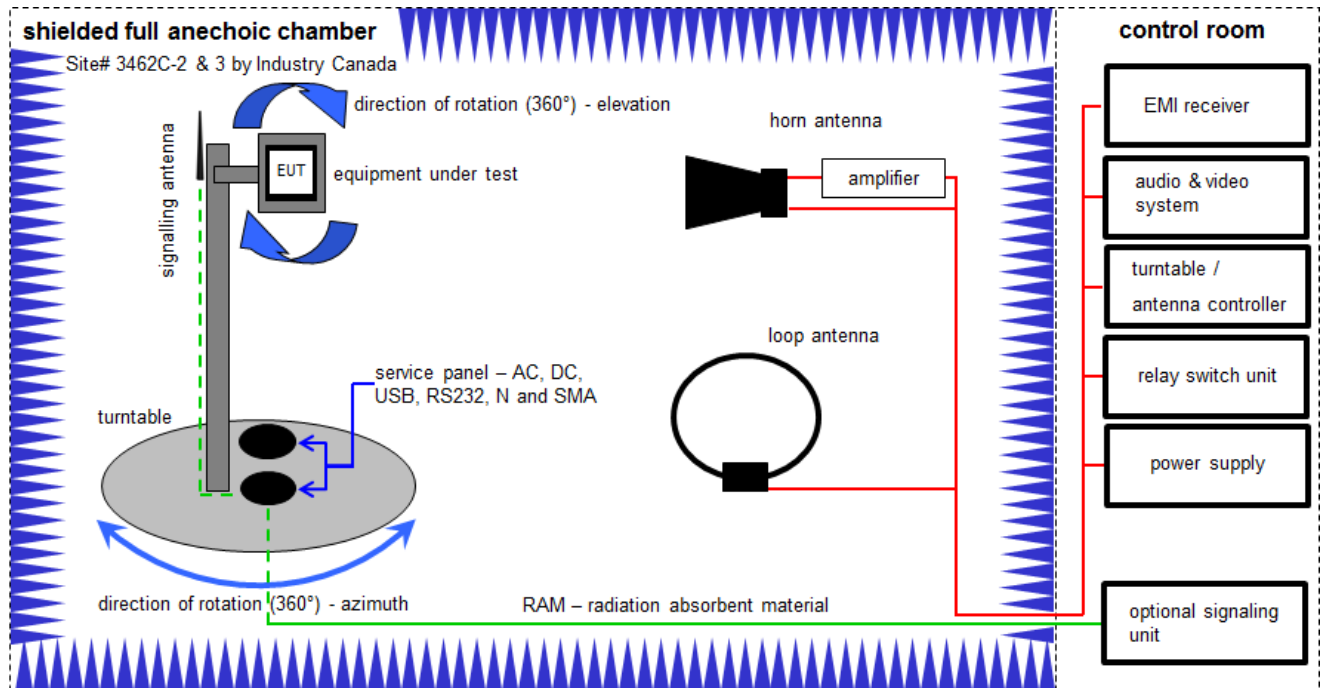 shielded full anechoic chamber
Site# 3462C-2 & 3 by Industry Canada
direction of rotation (360°) - elevation
signalling antenna
EUT
equipment under test
horn antenna
amplifier
loop antenna
service panel – AC, DC,
USB, RS232, N and SMA
turntable
direction of rotation (360°) - azimuth
RAM – radiation absorbent material
control room
EMI receiver
audio & video
system
turntable /
antenna controller
relay switch unit
power supply
optional signaling
unit